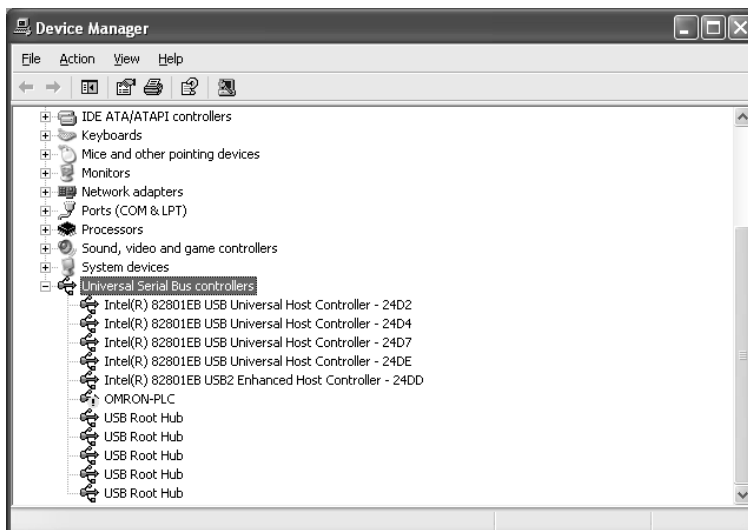 Device Manager
File Action View Help
IDE ATA/ATAPI controllers
Keyboards
Mice and other pointing devices
Monitors
Network adapters
Ports (COM & LPT)
Processors
Sound, video and game controllers
System devices
Universal Serial Bus controllers
Intel(R) 82801EB USB Universal Host Controller - 24D2
Intel(R) 82801EB USB Universal Host Controller - 24D4
Intel(R) 82801EB USB Universal Host Controller - 24D7
Intel(R) 82801EB USB Universal Host Controller - 24DE
Intel(R) 82801EB USB2 Enhanced Host Controller - 24DD
OMRON-PLC
USB Root Hub
USB Root Hub
USB Root Hub
USB Root Hub
USB Root Hub